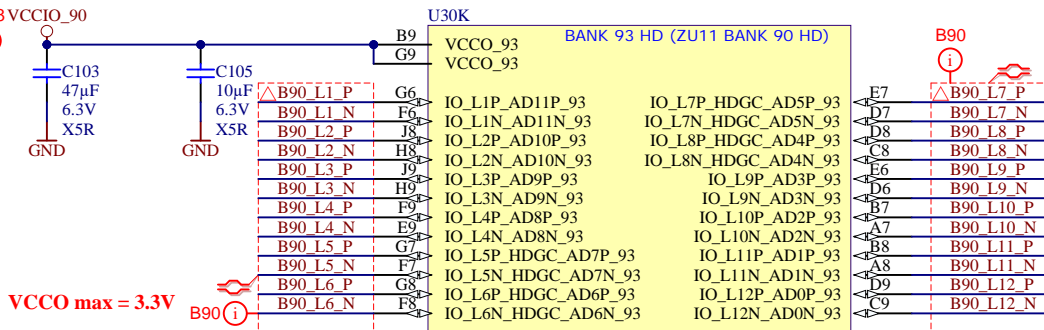 3 VCCIO_90
U30K
BANK 93 HD (ZU11 BANK 90 HD)
B9 VCCO_93
G9 VCCO_93
C103
47µF
6.3V
X5R
GND
C105
10µF
6.3V
X5R
GND
B90
i
B90_L1_P G6 IO_L1P_AD11P_93 IO_L7P_HDGC_AD5P_93 E7 B90_L7_P
B90_L1_N F6 IO_L1N_AD11N_93 IO_L7N_HDGC_AD5N_93 D7 B90_L7_N
B90_L2_P J8 IO_L2P_AD10P_93 IO_L8P_HDGC_AD4P_93 D8 B90_L8_P
B90_L2_N H8 IO_L2N_AD10N_93 IO_L8N_HDGC_AD4N_93 C8 B90_L8_N
B90_L3_P J9 IO_L3P_AD9P_93 IO_L9P_AD3P_93 E6 B90_L9_P
B90_L3_N H9 IO_L3N_AD9N_93 IO_L9N_AD3N_93 D6 B90_L9_N
B90_L4_P F9 IO_L4P_AD8P_93 IO_L10P_AD2P_93 B7 B90_L10_P
B90_L4_N E9 IO_L4N_AD8N_93 IO_L10N_AD2N_93 A7 B90_L10_N
B90_L5_P G7 IO_L5P_HDGC_AD7P_93 IO_L11P_AD1P_93 B8 B90_L11_P
B90_L5_N F7 IO_L5N_HDGC_AD7N_93 IO_L11N_AD1N_93 A8 B90_L11_N
B90_L6_P G8 IO_L6P_HDGC_AD6P_93 IO_L12P_AD0P_93 D9 B90_L12_P
B90_L6_N F8 IO_L6N_HDGC_AD6N_93 IO_L12N_AD0N_93 C9 B90_L12_N
VCCO max = 3.3V
B90 i